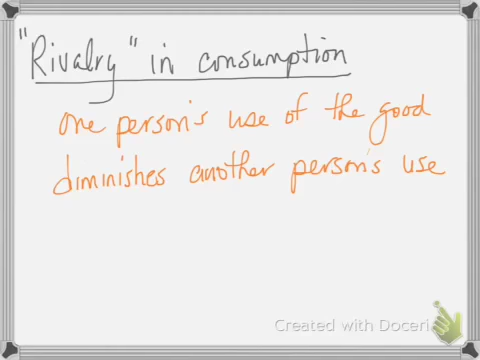 "Rivalry" in consumption
one person's use of the good
diminishes another person's use
Created with Doceri